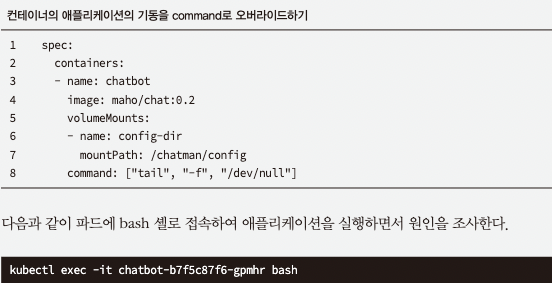 컨테이너의 애플리케이션의 기동을 command로 오버라이드하기
1 spec:
2   containers:
3   - name: chatbot
4     image: maho/chat:0.2
5     volumeMounts:
6     - name: config-dir
7       mountPath: /chatman/config
8     command: ["tail", "-f", "/dev/null"]
다음과 같이 파드에 bash 셸로 접속하여 애플리케이션을 실행하면서 원인을 조사한다.
kubectl exec -it chatbot-b7f5c87f6-gpmhr bash